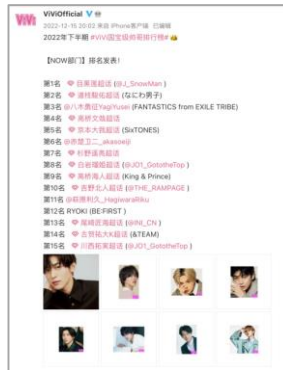 ViVi
ViViOfficial
2022-12-15 20:02 来自 iPhone客户端 已编辑
2022年下半期 #ViVi国宝级帅哥排行榜#
【NOW部门】排名发表!
第1名 目黑莲超话 (@J_SnowMan )
第2名 道枝骏佑超话 (なにわ男子)
第3名 @八木勇征YagiYusei (FANTASTICS from EXILE TRIBE)
第4名 高桥文哉超话
第5名 京本大我超话 (SixTONES)
第6名 @赤楚卫二_akasoeiji
第7名 杉野遥亮超话
第8名 白岩瑠姫超话 (@JO1_GototheTop )
第9名 高桥海人超话 (King & Prince)
第10名 吉野北人超话 (@THE_RAMPAGE )
第11名 @萩原利久_HagiwaraRiku
第12名 RYOKI (BE:FIRST )
第13名 尾崎匠海超话 (@INI_CN )
第14名 (&TEAM)
第15名 川西拓实超话 (@JO1_GototheTop )